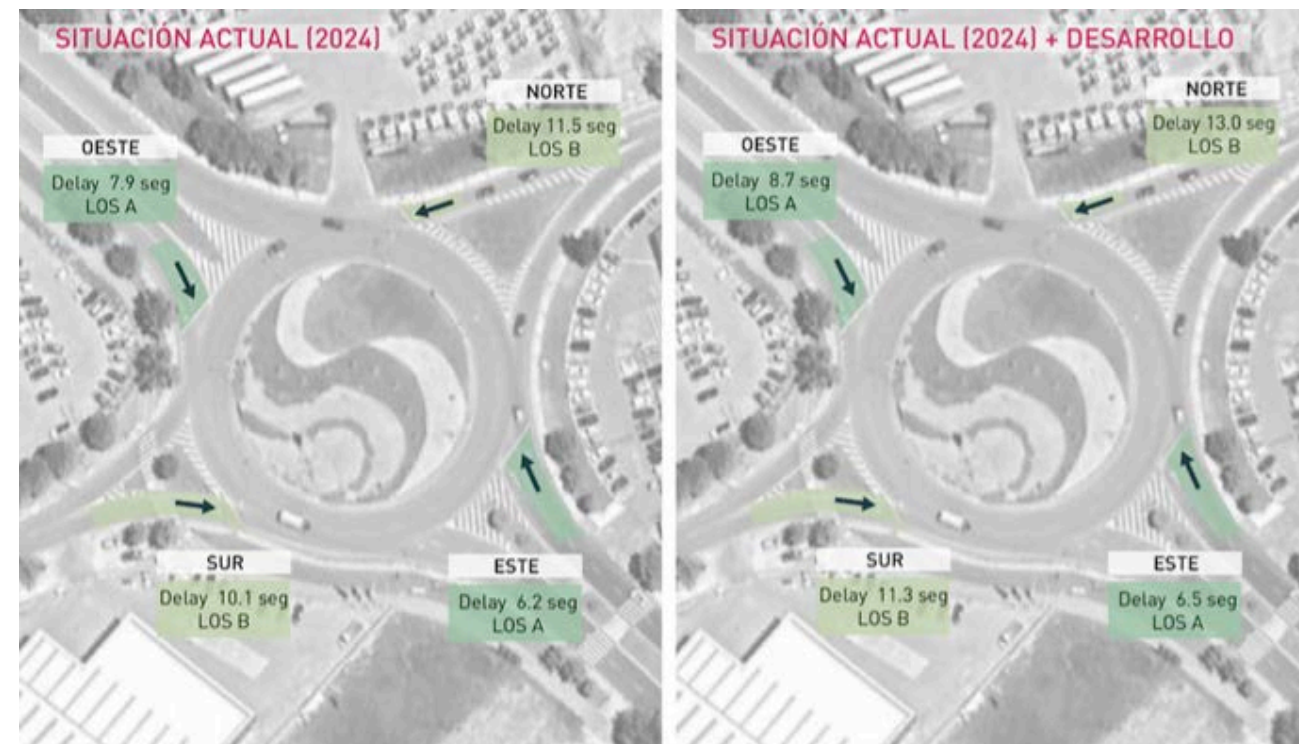 SITUACIÓN ACTUAL (2024)
NORTE
Delay 11.5 seg
LOS B
OESTE
Delay 7.9 seg
LOS A
SUR
Delay 10.1 seg
LOS B
ESTE
Delay 6.2 seg
LOS A
SITUACIÓN ACTUAL (2024) + DESARROLLO
NORTE
Delay 13.0 seg
LOS B
OESTE
Delay 8.7 seg
LOS A
SUR
Delay 11.3 seg
LOS B
ESTE
Delay 6.5 seg
LOS A